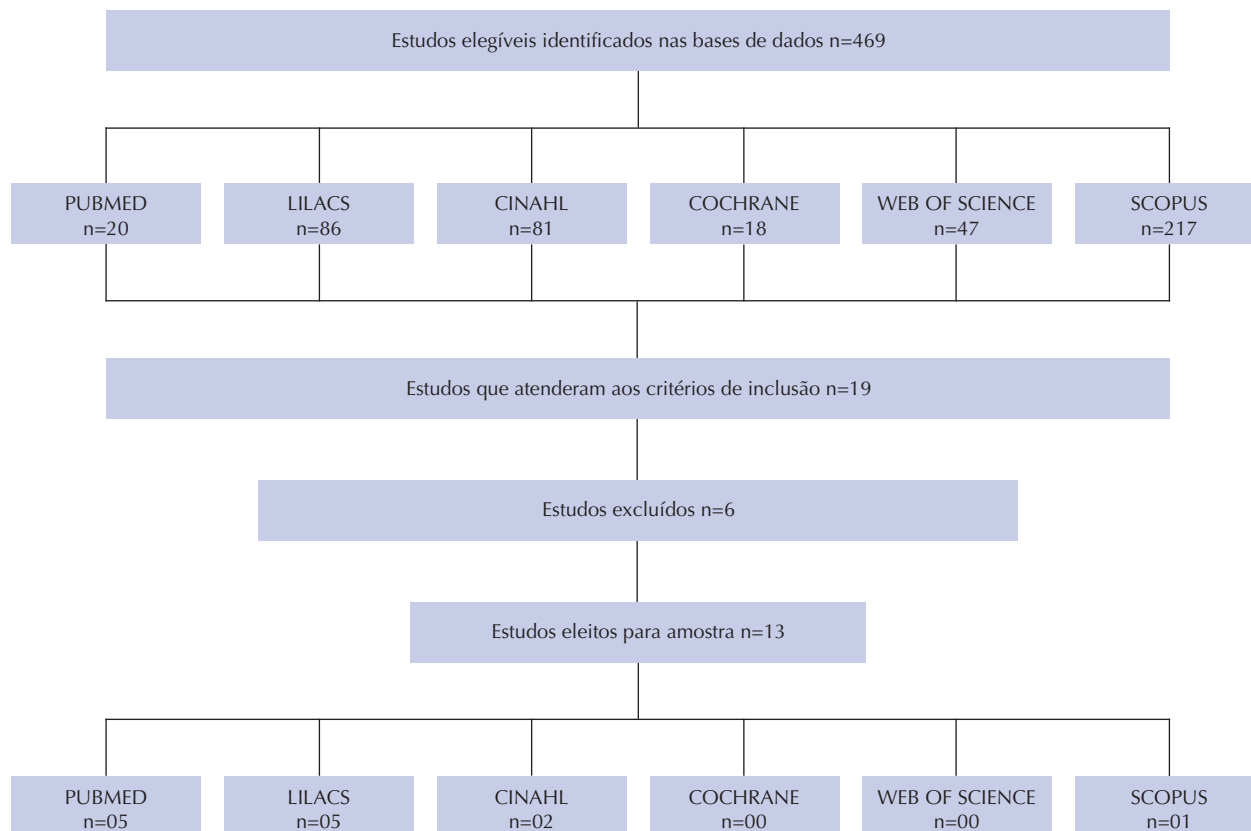 Estudos elegíveis identificados nas bases de dados n=469
PUBMED
n=20
LILACS
n=86
CINAHL
n=81
COCHRANE
n=18
WEB OF SCIENCE
n=47
SCOPUS
n=217
Estudos que atenderam aos critérios de inclusão n=19
Estudos excluídos n=6
Estudos eleitos para amostra n=13
PUBMED
n=05
LILACS
n=05
CINAHL
n=02
COCHRANE
n=00
WEB OF SCIENCE
n=00
SCOPUS
n=01